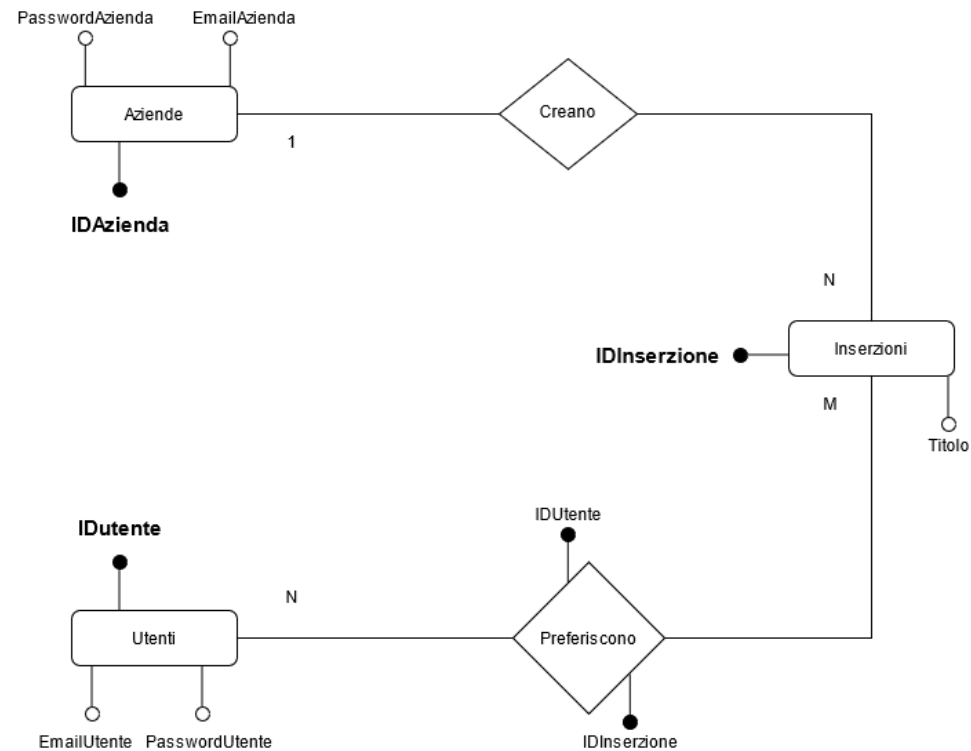 PasswordAzienda
EmailAzienda
Aziende
Creano
1
IDAzienda
N
IDInserzione
Inserzioni
M
Titolo
IDutente
IDUtente
N
Utenti
Preferiscono
EmailUtente
PasswordUtente
IDInserzione